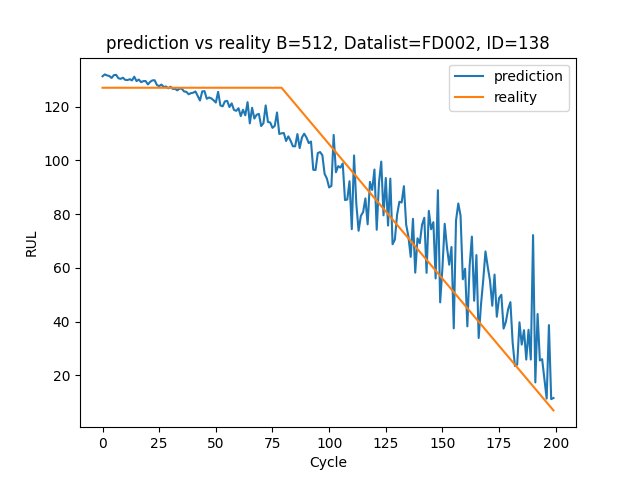 prediction vs reality B=512, Datalist=FD002, ID=138
prediction
reality
RUL
120
100
80
60
40
20
0 25 50 75 100 125 150 175 200
Cycle